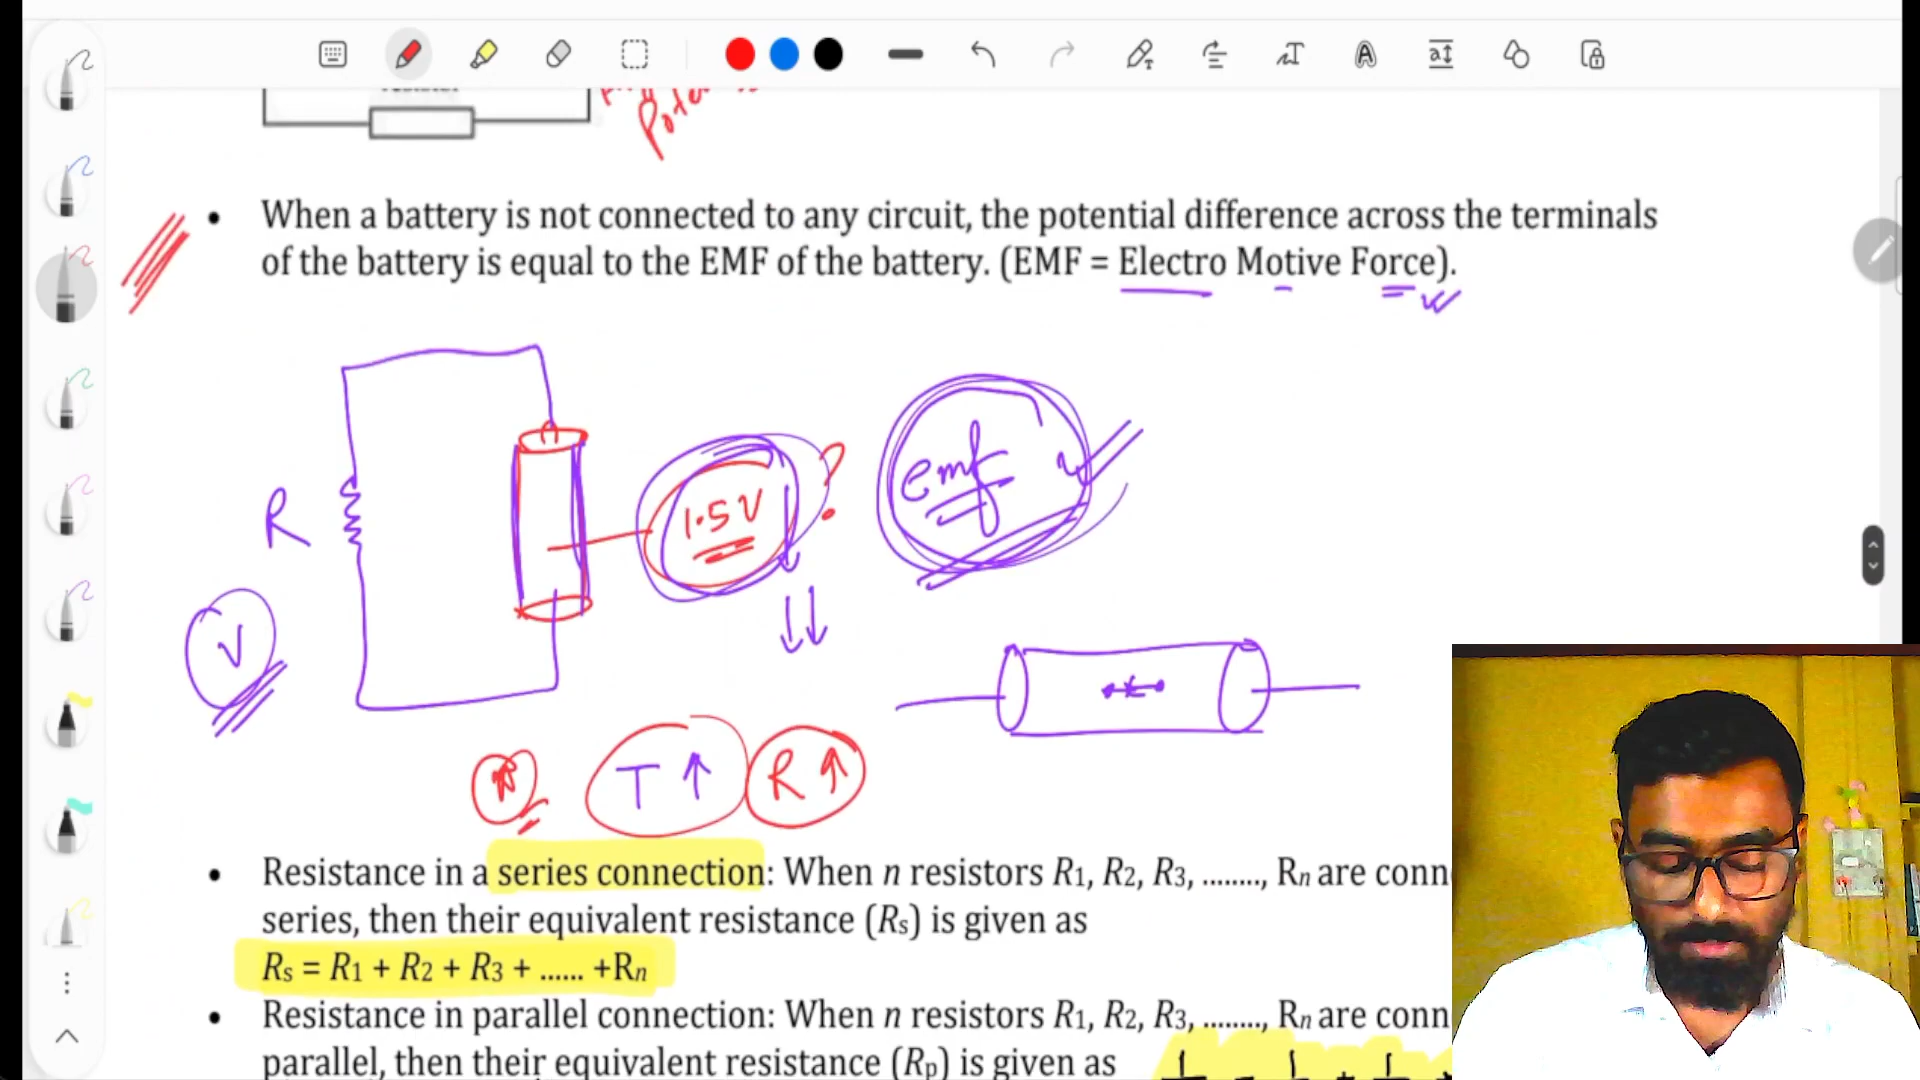 When a battery is not connected to any circuit, the potential difference across the terminals
of the battery is equal to the EMF of the battery. (EMF = Electro Motive Force).
R
1.5 V
?
emf
V
T ↑
R ↑
Resistance in a series connection: When n resistors R1, R2, R3, ........, Rn are conn
series, then their equivalent resistance (Rs) is given as
Rs = R1 + R2 + R3 + ...... +Rn
Resistance in parallel connection: When n resistors R1, R2, R3, ........, Rn are conn
parallel, then their equivalent resistance (Rp) is given as